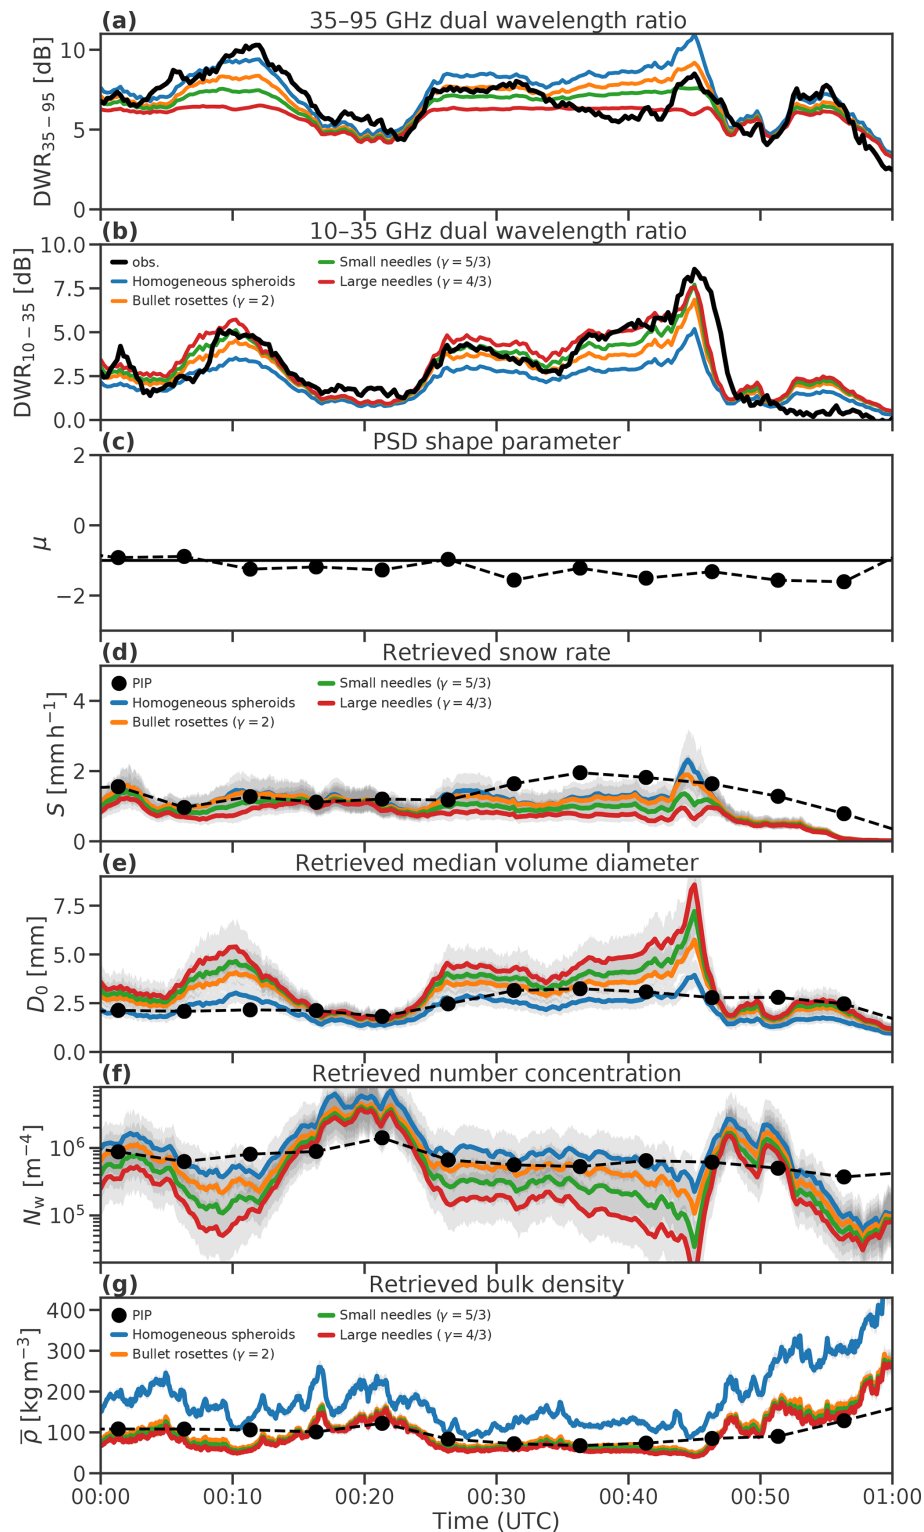 (a) 35–95 GHz dual wavelength ratio
10
5
0
DWR35 − 95 [dB]
(b) 10–35 GHz dual wavelength ratio
10.0
7.5
5.0
2.5
0.0
DWR10 − 35 [dB]
obs.
Homogeneous spheroids
Bullet rosettes (γ = 2)
Small needles (γ = 5/3)
Large needles (γ = 4/3)
(c) PSD shape parameter
2
0
−2
μ
(d) Retrieved snow rate
4
2
0
S [mm h−1]
PIP
Homogeneous spheroids
Bullet rosettes (γ = 2)
Small needles (γ = 5/3)
Large needles (γ = 4/3)
(e) Retrieved median volume diameter
7.5
5.0
2.5
0.0
D0 [mm]
(f) Retrieved number concentration
10⁶
10⁵
Nw [m−4]
(g) Retrieved bulk density
400
300
200
100
0
ρ̅ [kg m−3]
PIP
Homogeneous spheroids
Bullet rosettes (γ = 2)
Small needles (γ = 5/3)
Large needles (γ = 4/3)
00:00 00:10 00:20 00:30 00:40 00:50 01:00
Time (UTC)